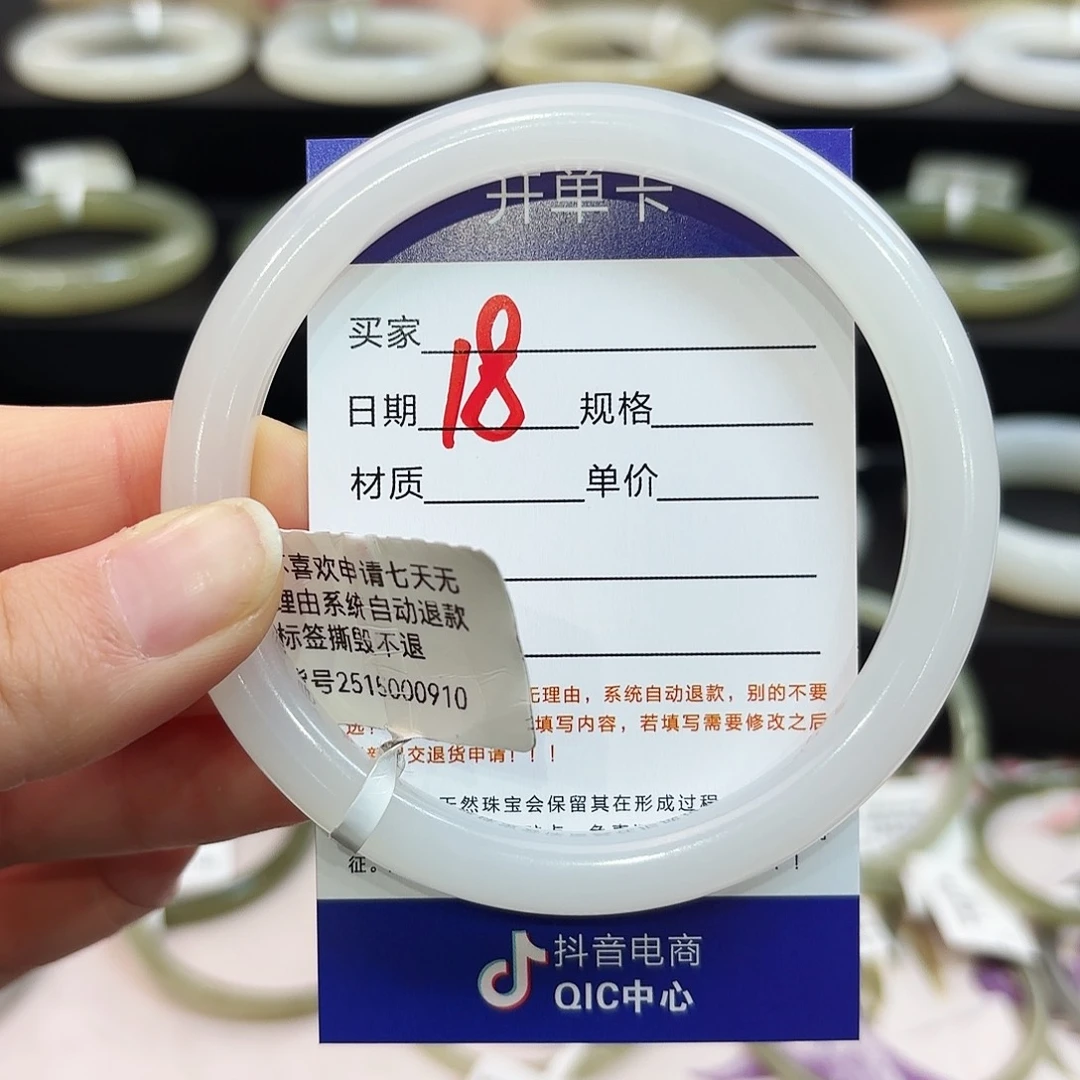 开单卡
买家
18
日期 规格
材质 单价
喜欢申请七天无
理由系统自动退款
标签撕毁不退
号2515000910
无理由，系统自动退款，别的不要
选
填写内容，若填写需要修改之后
交退货申请！！！
天然珠宝会保留其在形成过程
征。
！
抖音电商
QIC中心